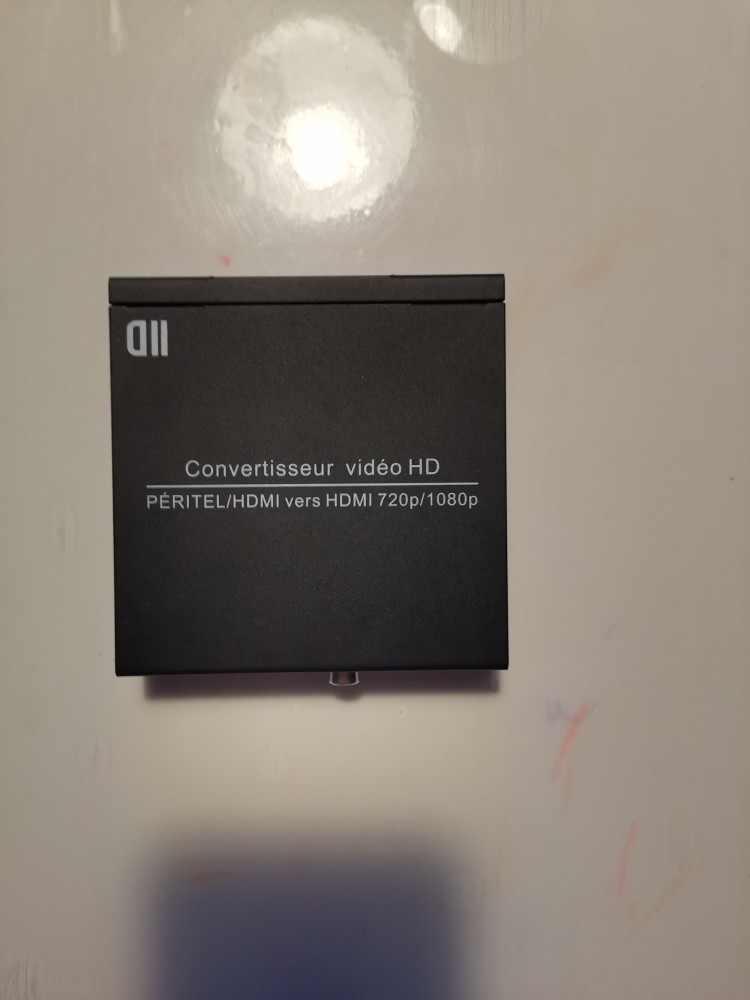 Convertisseur vidéo HD
PÉRITEL/HDMI vers HDMI 720p/1080p